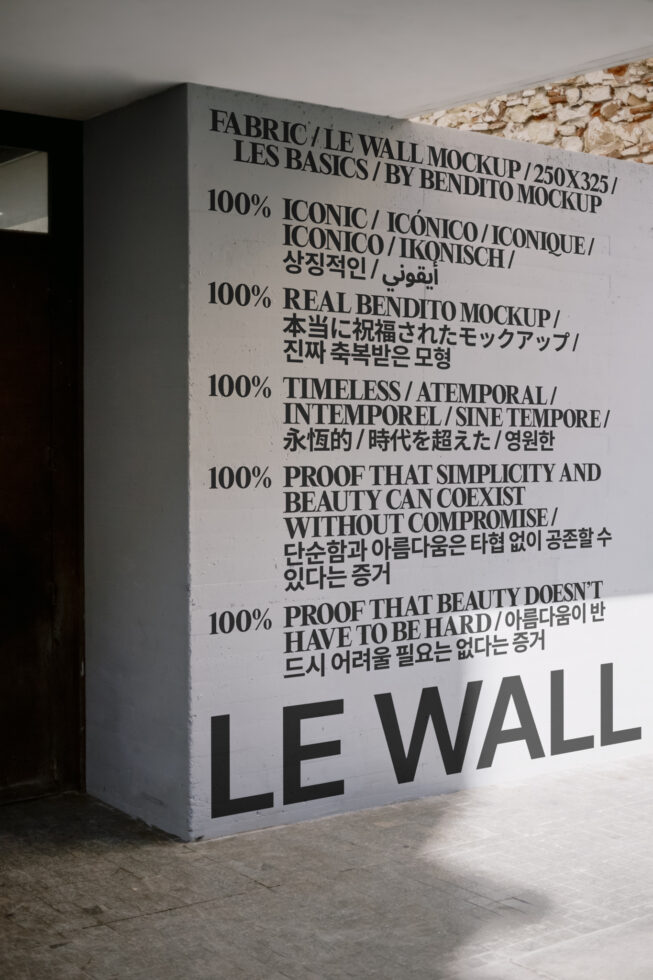 FABRIC / LE WALL MOCKUP / 250X325 /
LES BASICS / BY BENDITO MOCKUP
100% ICONIC / ICÓNICO / ICONIQUE /
ICONICO / IKONISCH /
상징적인 / أيقوني
100% REAL BENDITO MOCKUP /
本当に祝福されたモックアップ /
진짜 축복받은 모형
100% TIMELESS / ATEMPORAL /
INTEMPOREL / SINE TEMPORE /
永恆的 / 時代を超えた / 영원한
100% PROOF THAT SIMPLICITY AND
BEAUTY CAN COEXIST
WITHOUT COMPROMISE /
단순함과 아름다움은 타협 없이 공존할 수
있다는 증거
100% PROOF THAT BEAUTY DOESN'T
HAVE TO BE HARD / 아름다움이 반
드시 어려울 필요는 없다는 증거
LE WALL